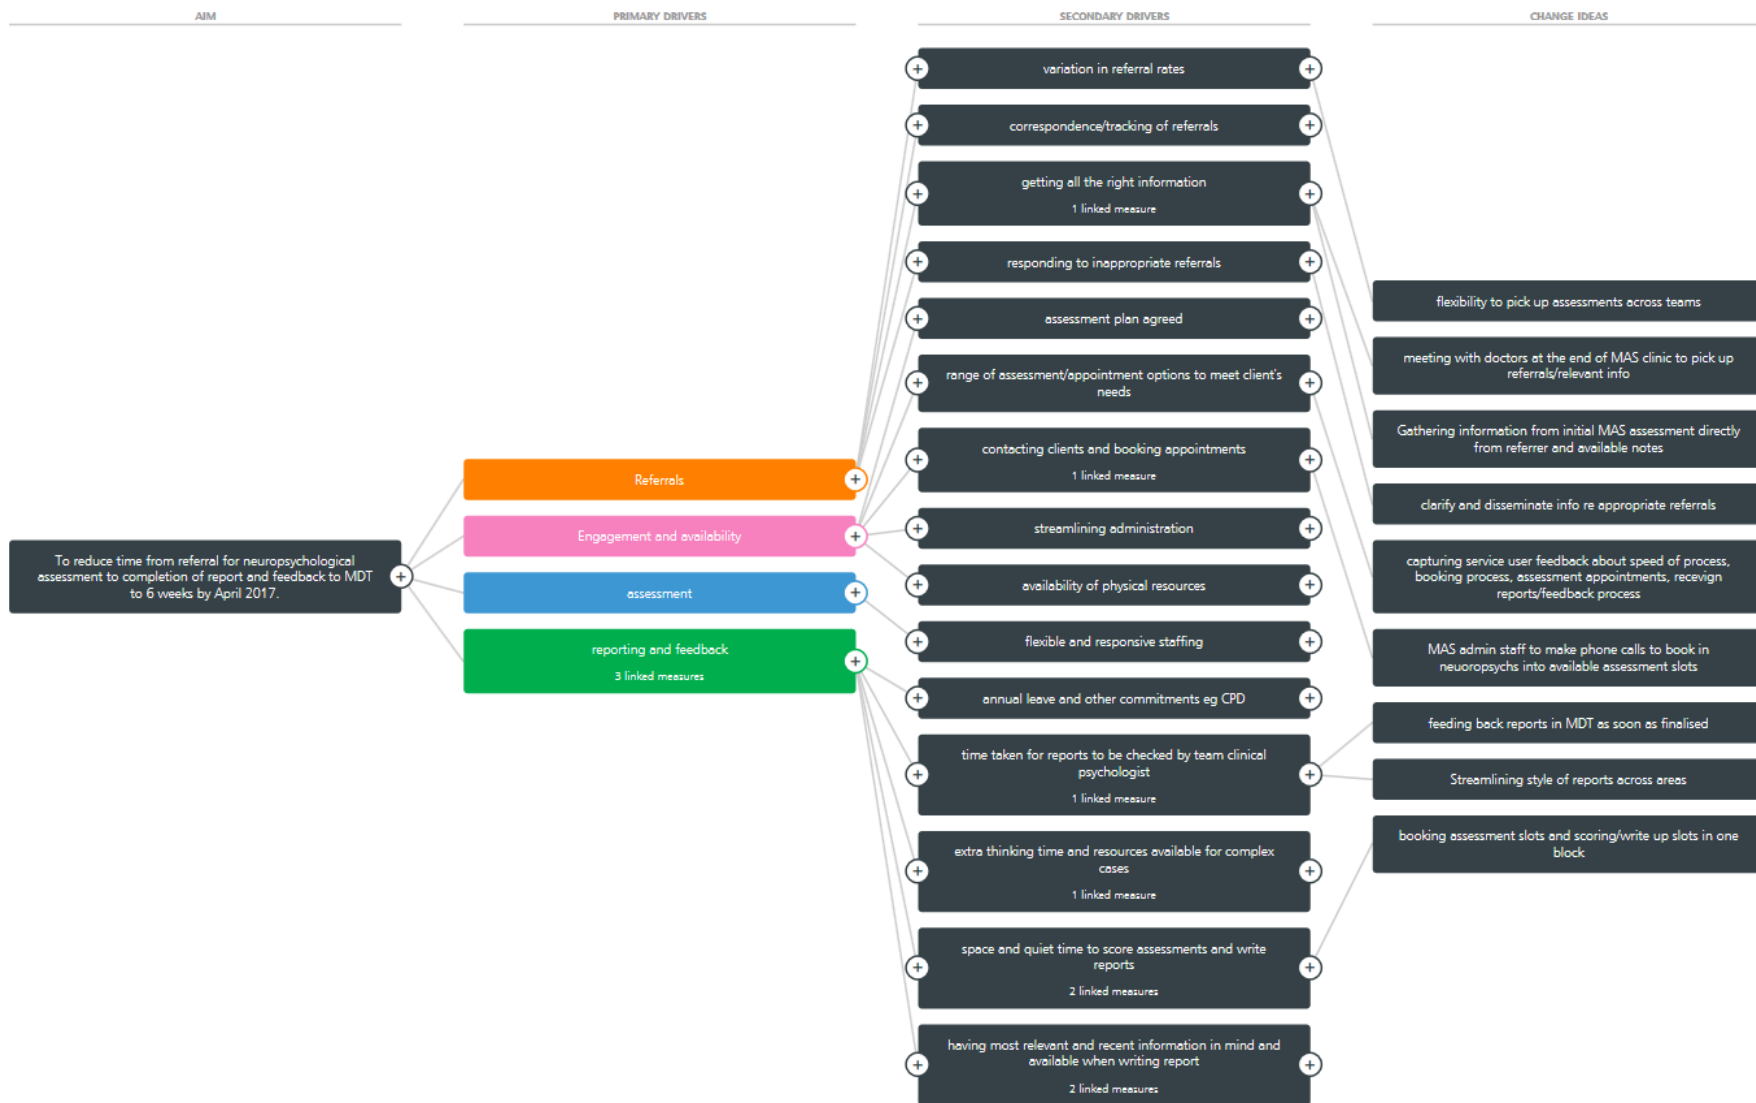 AIM
PRIMARY DRIVERS
SECONDARY DRIVERS
CHANGE IDEAS
To reduce time from referral for neuropsychological
assessment to completion of report and feedback to MDT
to 6 weeks by April 2017.
Referrals
Engagement and availability
assessment
reporting and feedback
3 linked measures
variation in referral rates
correspondence/tracking of referrals
getting all the right information
1 linked measure
responding to inappropriate referrals
assessment plan agreed
range of assessment/appointment options to meet client's
needs
contacting clients and booking appointments
1 linked measure
streamlining administration
availability of physical resources
flexible and responsive staffing
annual leave and other commitments eg CPD
time taken for reports to be checked by team clinical
psychologist
1 linked measure
extra thinking time and resources available for complex
cases
1 linked measure
space and quiet time to score assessments and write
reports
2 linked measures
having most relevant and recent information in mind and
available when writing report
2 linked measures
flexibility to pick up assessments across teams
meeting with doctors at the end of MAS clinic to pick up
referrals/relevant info
Gathering information from initial MAS assessment directly
from referrer and available notes
clarify and disseminate info re appropriate referrals
capturing service user feedback about speed of process,
booking process, assessment appointments, recevign
reports/feedback process
MAS admin staff to make phone calls to book in
neuoropsychs into available assessment slots
feeding back reports in MDT as soon as finalised
Streamlining style of reports across areas
booking assessment slots and scoring/write up slots in one
block